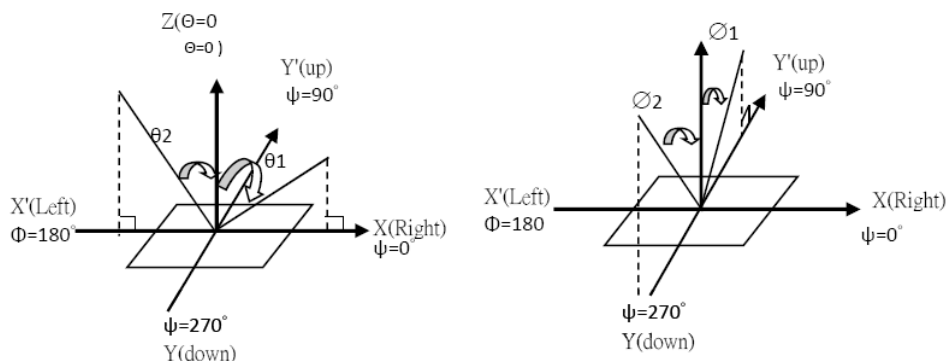 Z(Θ=0
Θ=0 )
Y'(up)
ψ=90°
θ2
θ1
X'(Left)
Φ=180°
X(Right)
ψ=0°
ψ=270°
Y(down)
∅1
Y'(up)
ψ=90°
∅2
X'(Left)
Φ=180
X(Right)
ψ=0°
ψ=270°
Y(down)